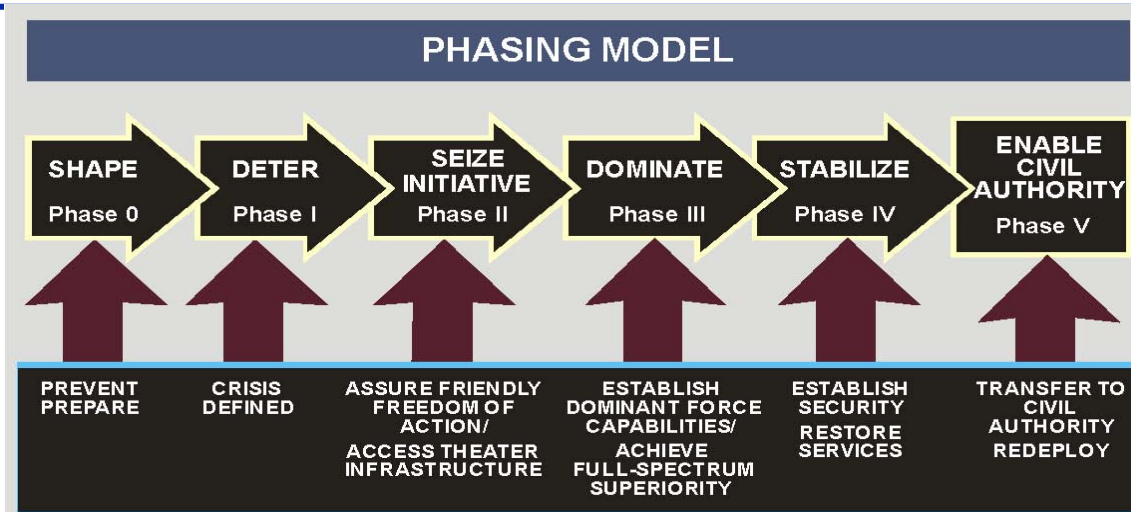 PHASING MODEL
SHAPE
Phase 0
DETER
Phase I
SEIZE
INITIATIVE
Phase II
DOMINATE
Phase III
STABILIZE
Phase IV
ENABLE
CIVIL
AUTHORITY
Phase V
PREVENT
PREPARE
CRISIS
DEFINED
ASSURE FRIENDLY
FREEDOM OF
ACTION/
ACCESS THEATER
INFRASTRUCTURE
ESTABLISH
DOMINANT FORCE
CAPABILITIES/
ACHIEVE
FULL-SPECTRUM
SUPERIORITY
ESTABLISH
SECURITY
RESTORE
SERVICES
TRANSFER TO
CIVIL
AUTHORITY
REDEPLOY